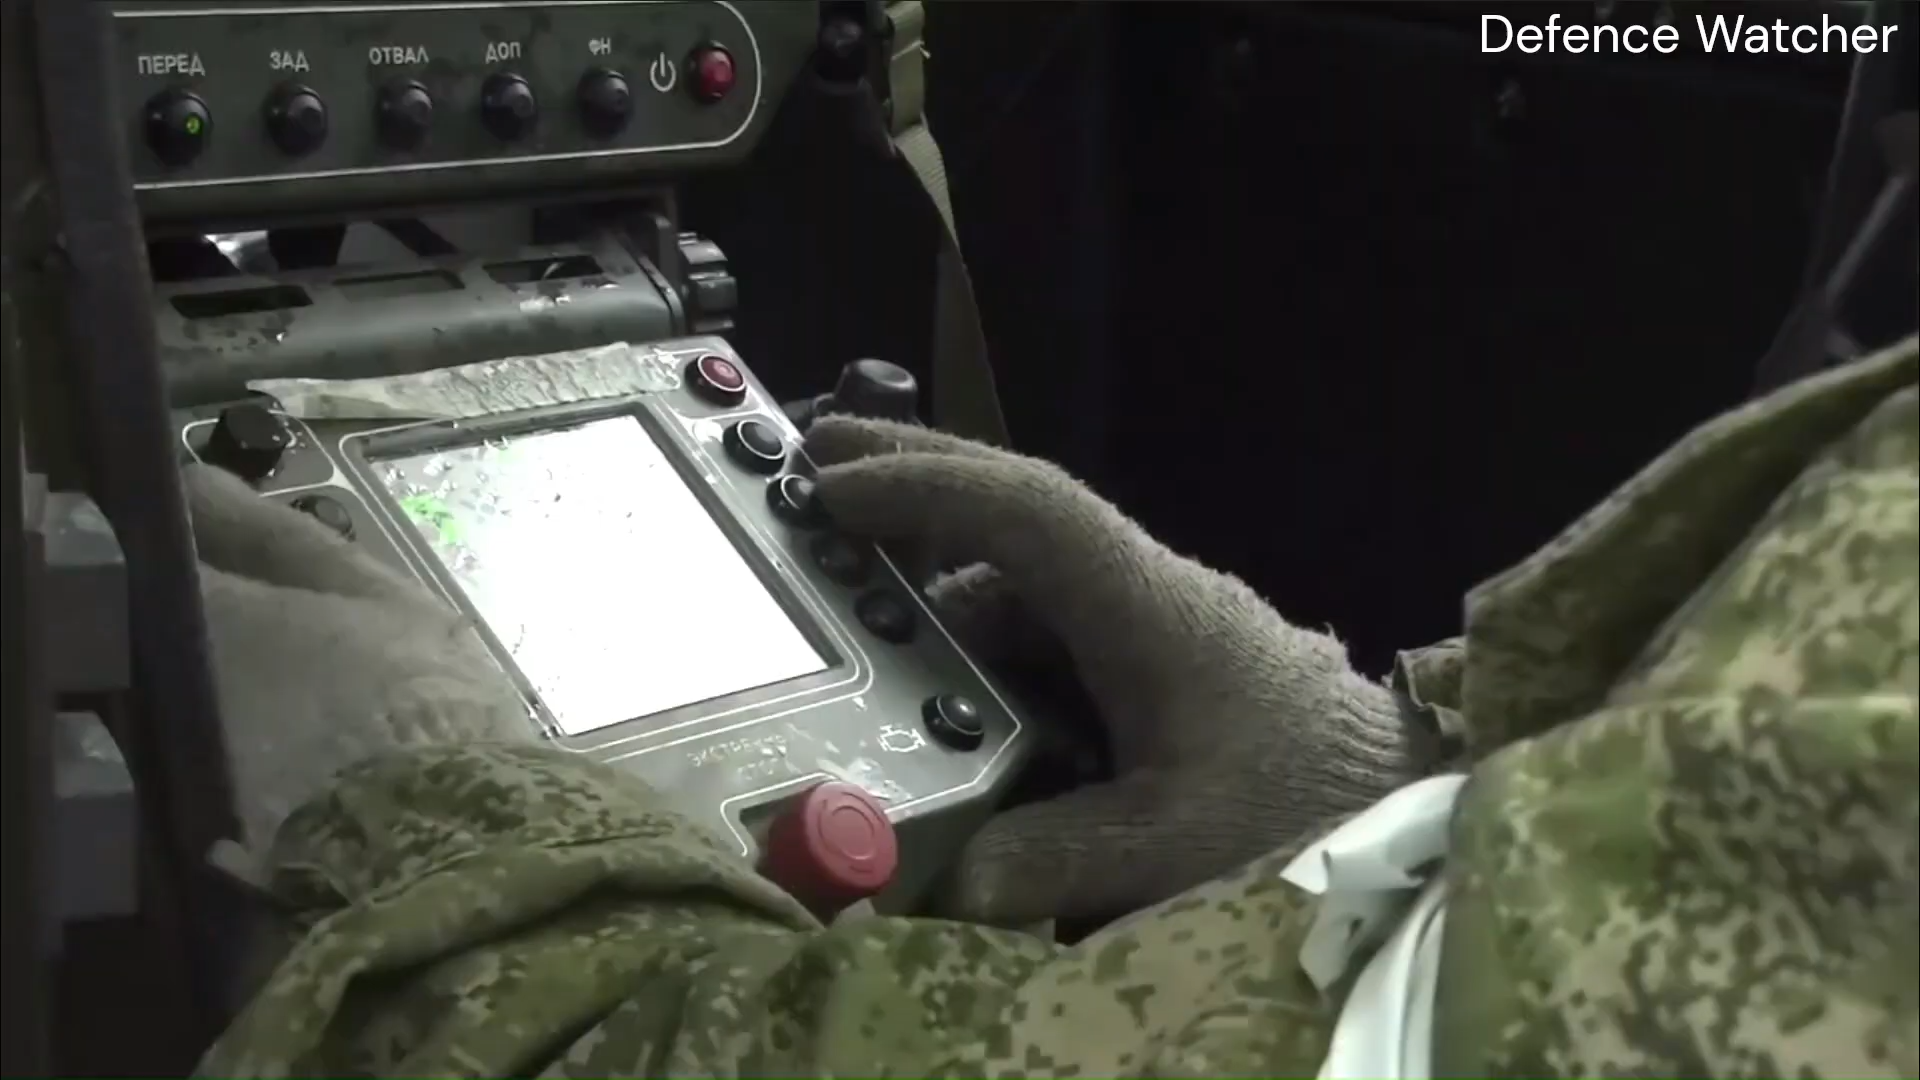 Defence Watcher
ПЕРЕД ЗАД ОТВАЛ ДОП ФН